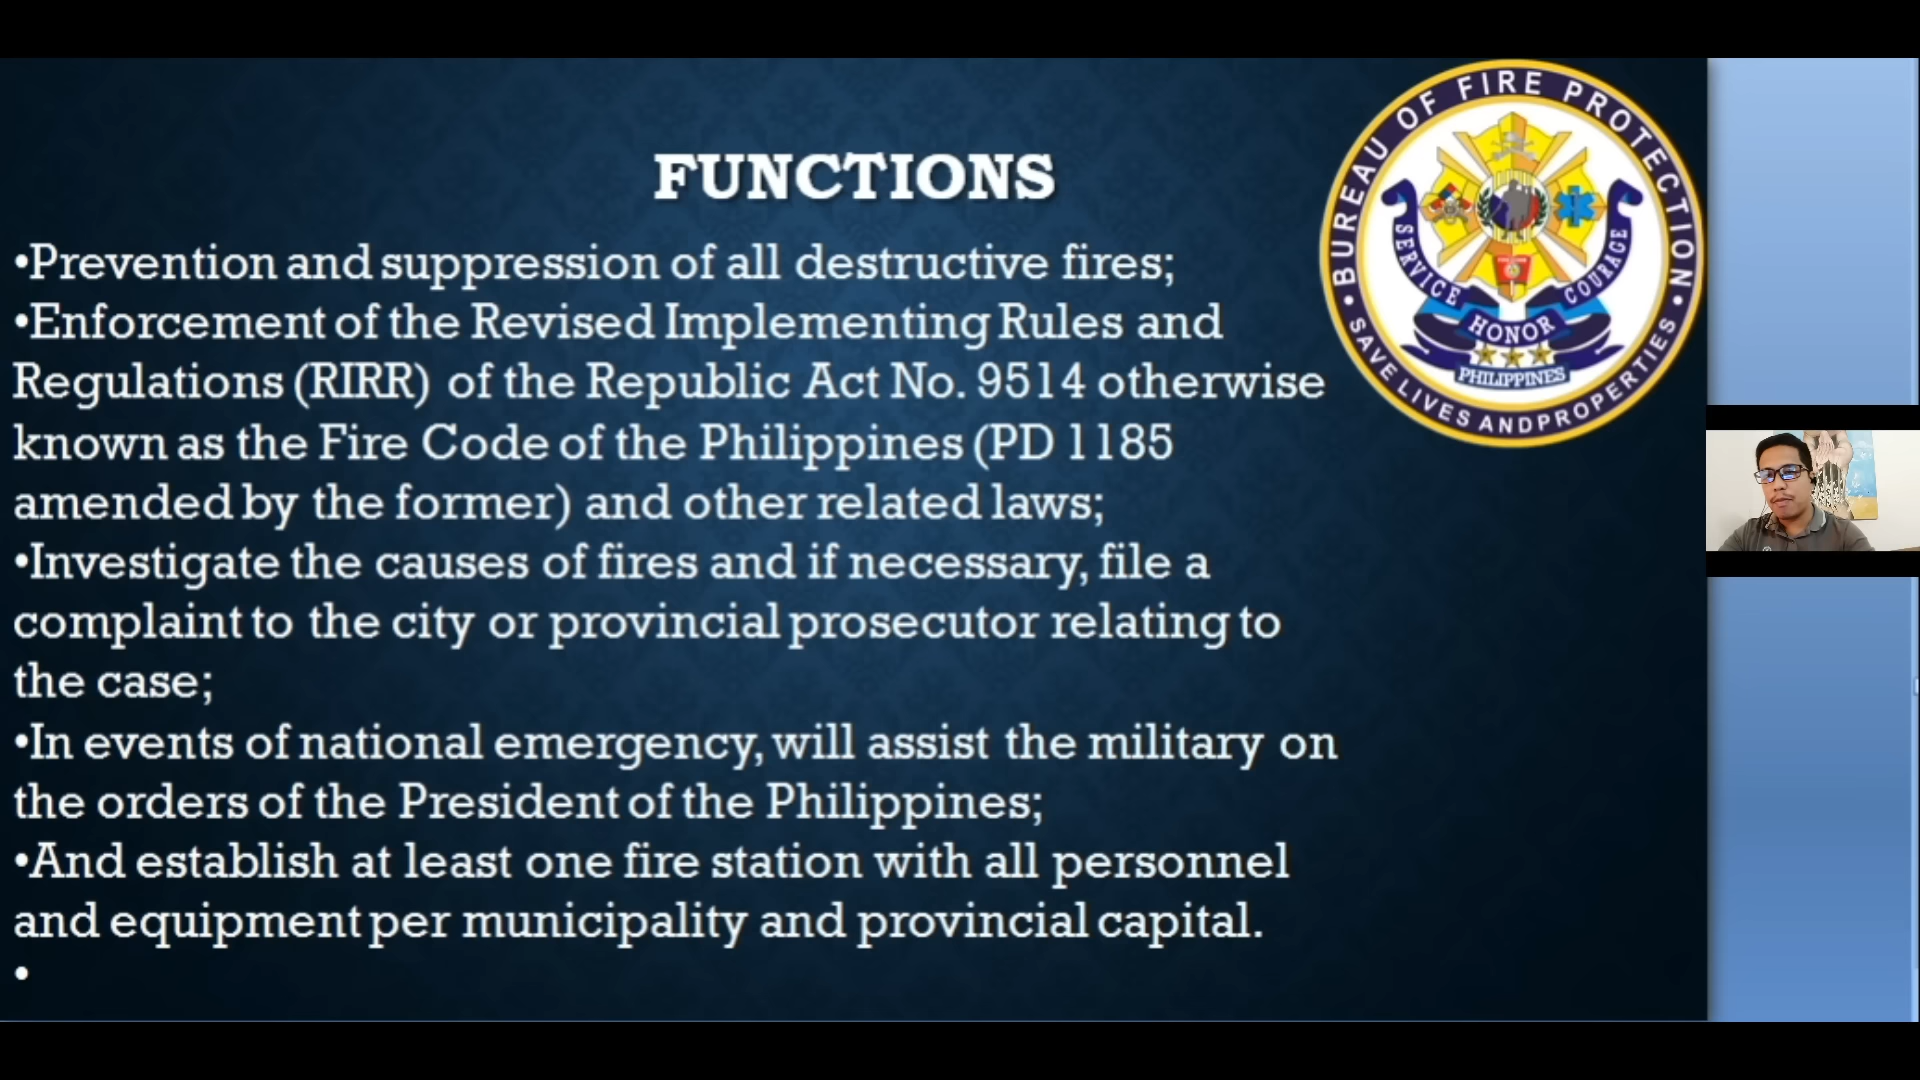 FUNCTIONS
•Prevention and suppression of all destructive fires;
•Enforcement of the Revised Implementing Rules and
Regulations (RIRR) of the Republic Act No. 9514 otherwise
known as the Fire Code of the Philippines (PD 1185
amended by the former) and other related laws;
•Investigate the causes of fires and if necessary, file a
complaint to the city or provincial prosecutor relating to
the case;
•In events of national emergency, will assist the military on
the orders of the President of the Philippines;
•And establish at least one fire station with all personnel
and equipment per municipality and provincial capital.
•
• BUREAU OF FIRE PROTECTION •
SERVICE
HONOR
COURAGE
PHILIPPINES
SAVE LIVES AND PROPERTIES